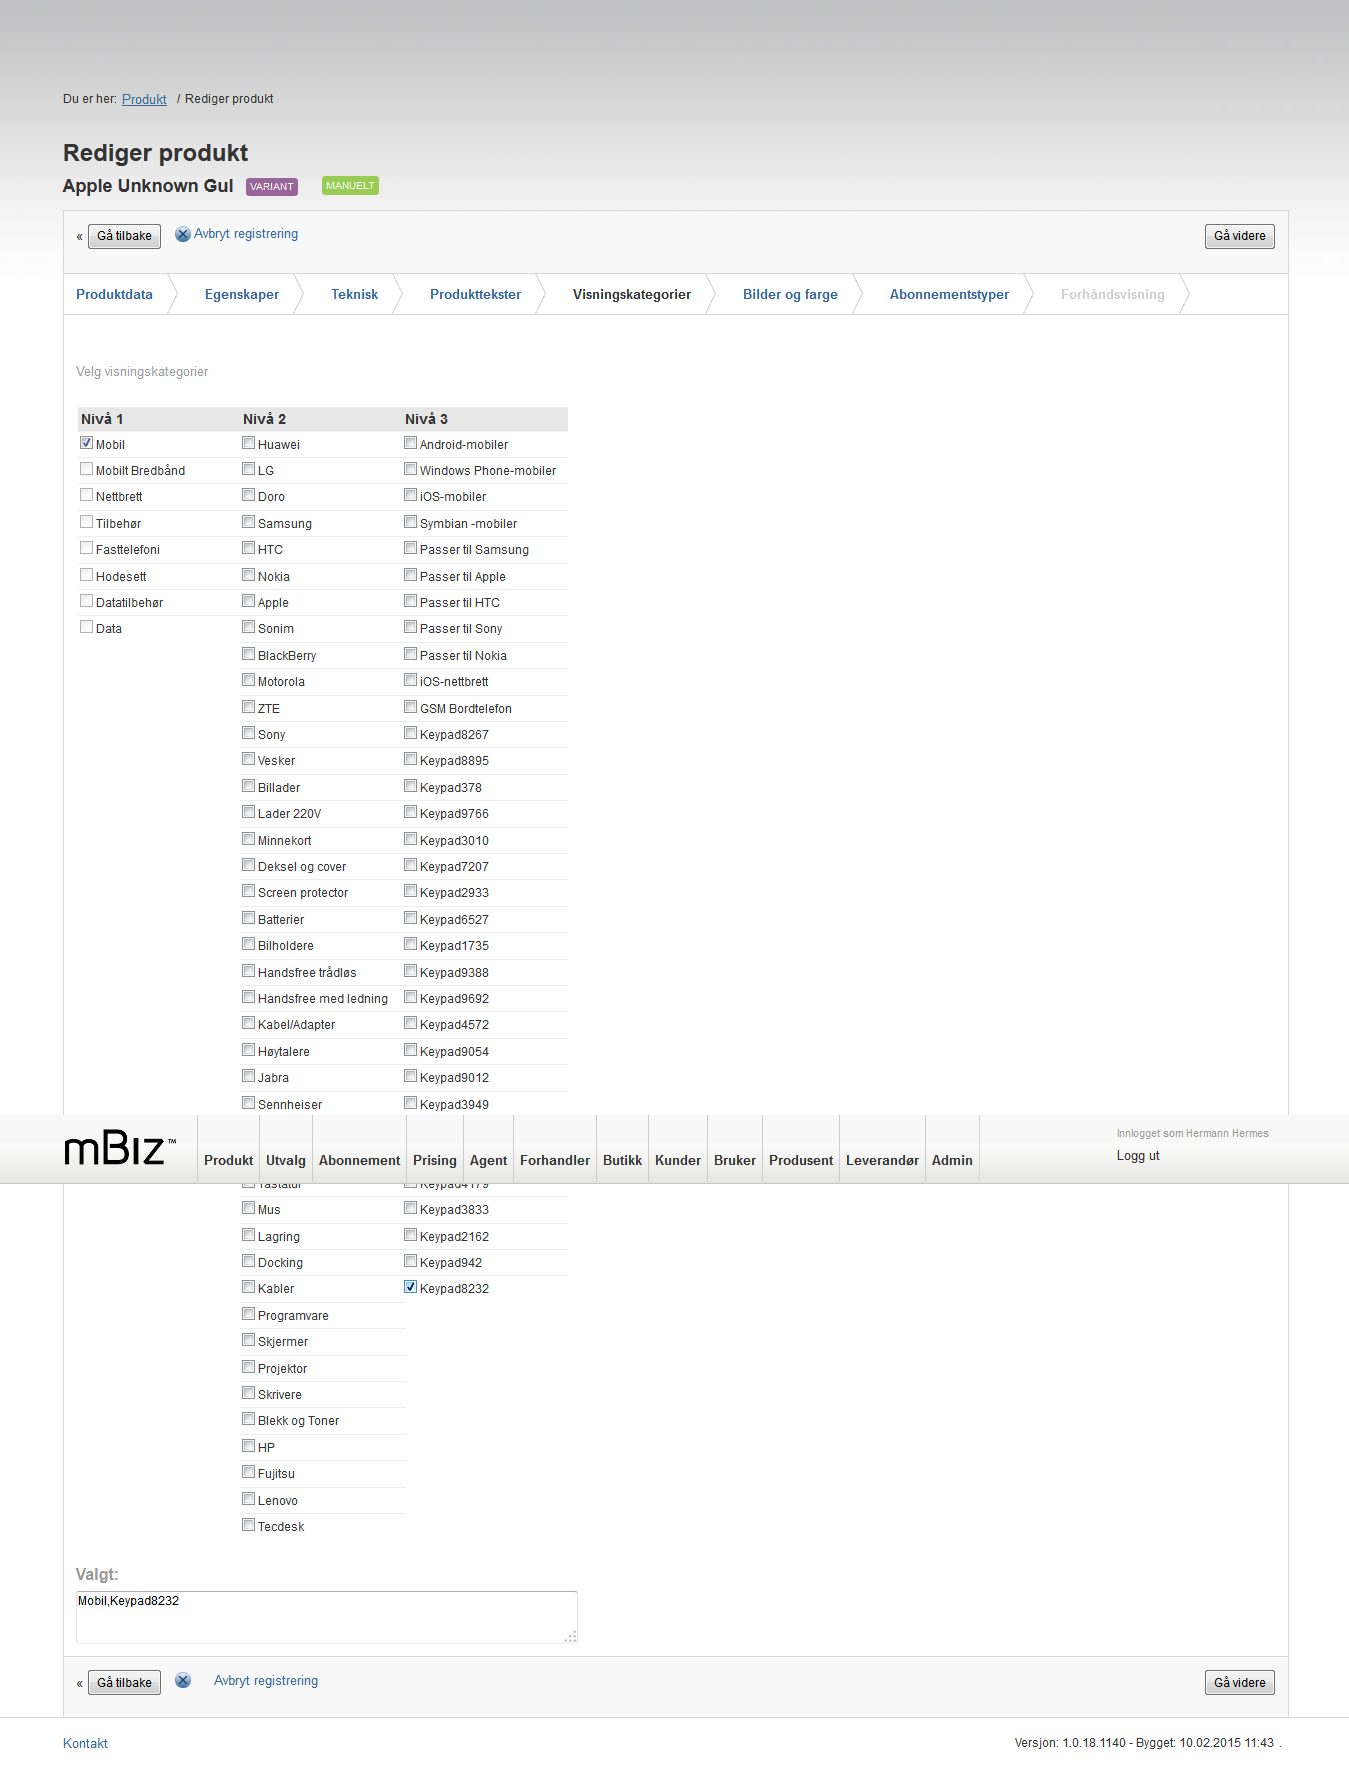 Du er her: Produkt / Rediger produkt
Rediger produkt
Apple Unknown Gul VARIANT MANUELT
« Gå tilbake Avbryt registrering Gå videre
Produktdata Egenskaper Teknisk Produkttekster Visningskategorier Bilder og farge Abonnementstyper Forhåndsvisning
Velg visningskategorier
Nivå 1 Nivå 2 Nivå 3
Mobil Huawei Android-mobiler
Mobilt Bredbånd LG Windows Phone-mobiler
Nettbrett Doro iOS-mobiler
Tilbehør Samsung Symbian -mobiler
Fasttelefoni HTC Passer til Samsung
Hodesett Nokia Passer til Apple
Datatilbehør Apple Passer til HTC
Data Sonim Passer til Sony
BlackBerry Passer til Nokia
Motorola iOS-nettbrett
ZTE GSM Bordtelefon
Sony Keypad8267
Vesker Keypad8895
Billader Keypad378
Lader 220V Keypad9766
Minnekort Keypad3010
Deksel og cover Keypad7207
Screen protector Keypad2933
Batterier Keypad6527
Bilholdere Keypad1735
Handsfree trådløs Keypad9388
Handsfree med ledning Keypad9692
Kabel/Adapter Keypad4572
Høytalere Keypad9054
Jabra Keypad9012
Sennheiser Keypad3949
mBiz™ Produkt Utvalg Abonnement Prising Agent Forhandler Butikk Kunder Bruker Produsent Leverandør Admin
Innlogget som Hermann Hermes
Logg ut
Tastatur Keypad4179
Mus Keypad3833
Lagring Keypad2162
Docking Keypad942
Kabler Keypad8232
Programvare
Skjermer
Projektor
Skrivere
Blekk og Toner
HP
Fujitsu
Lenovo
Tecdesk
Valgt:
Mobil,Keypad8232
« Gå tilbake Avbryt registrering Gå videre
Kontakt Versjon: 1.0.18.1140 - Bygget: 10.02.2015 11:43 .